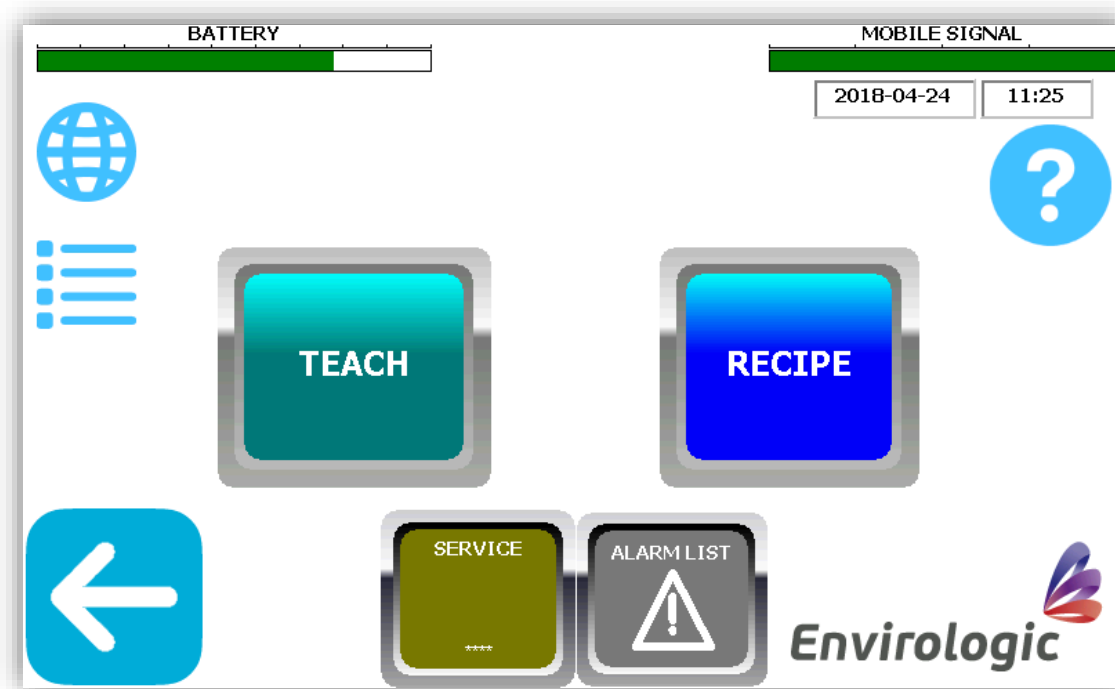 BATTERY
MOBILE SIGNAL
2018-04-24
11:25
?
TEACH
RECIPE
SERVICE
****
ALARM LIST
!
Envirologic